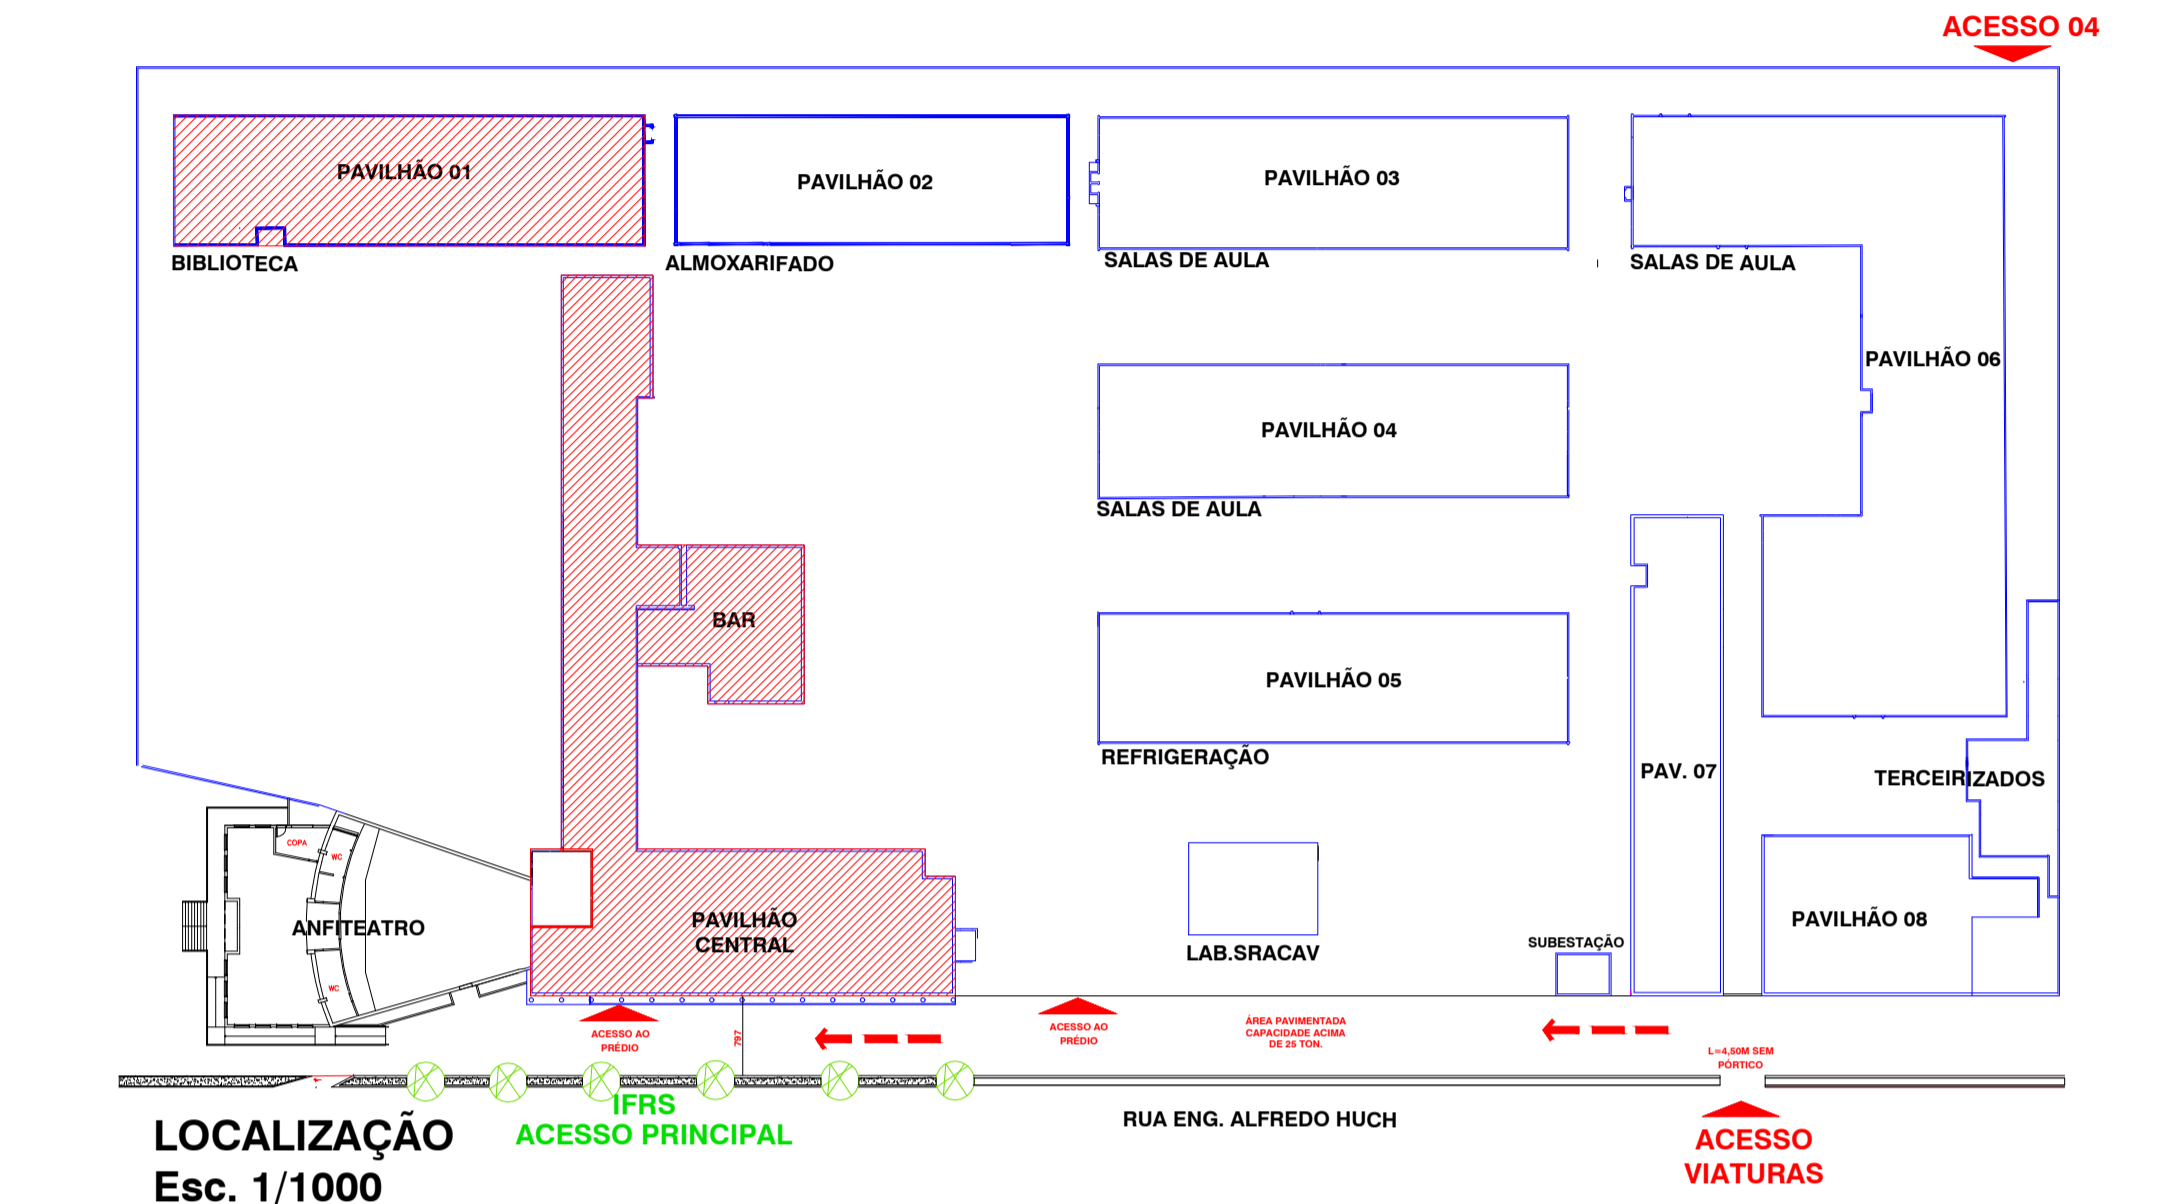 ACESSO 04
PAVILHÃO 01
PAVILHÃO 02
PAVILHÃO 03
BIBLIOTECA
ALMOXARIFADO
SALAS DE AULA
SALAS DE AULA
PAVILHÃO 06
PAVILHÃO 04
SALAS DE AULA
BAR
PAVILHÃO 05
REFRIGERAÇÃO
PAV. 07
TERCEIRIZADOS
COPA
WC
ANFITEATRO
PAVILHÃO
CENTRAL
PAVILHÃO 08
SUBESTAÇÃO
LAB.SRACAV
WC
ACESSO AO
PRÉDIO
797
ACESSO AO
PRÉDIO
ÁREA PAVIMENTADA
CAPACIDADE ACIMA
DE 25 TON.
L=4,50M SEM
PÓRTICO
IFRS
ACESSO PRINCIPAL
RUA ENG. ALFREDO HUCH
ACESSO
VIATURAS
LOCALIZAÇÃO
Esc. 1/1000